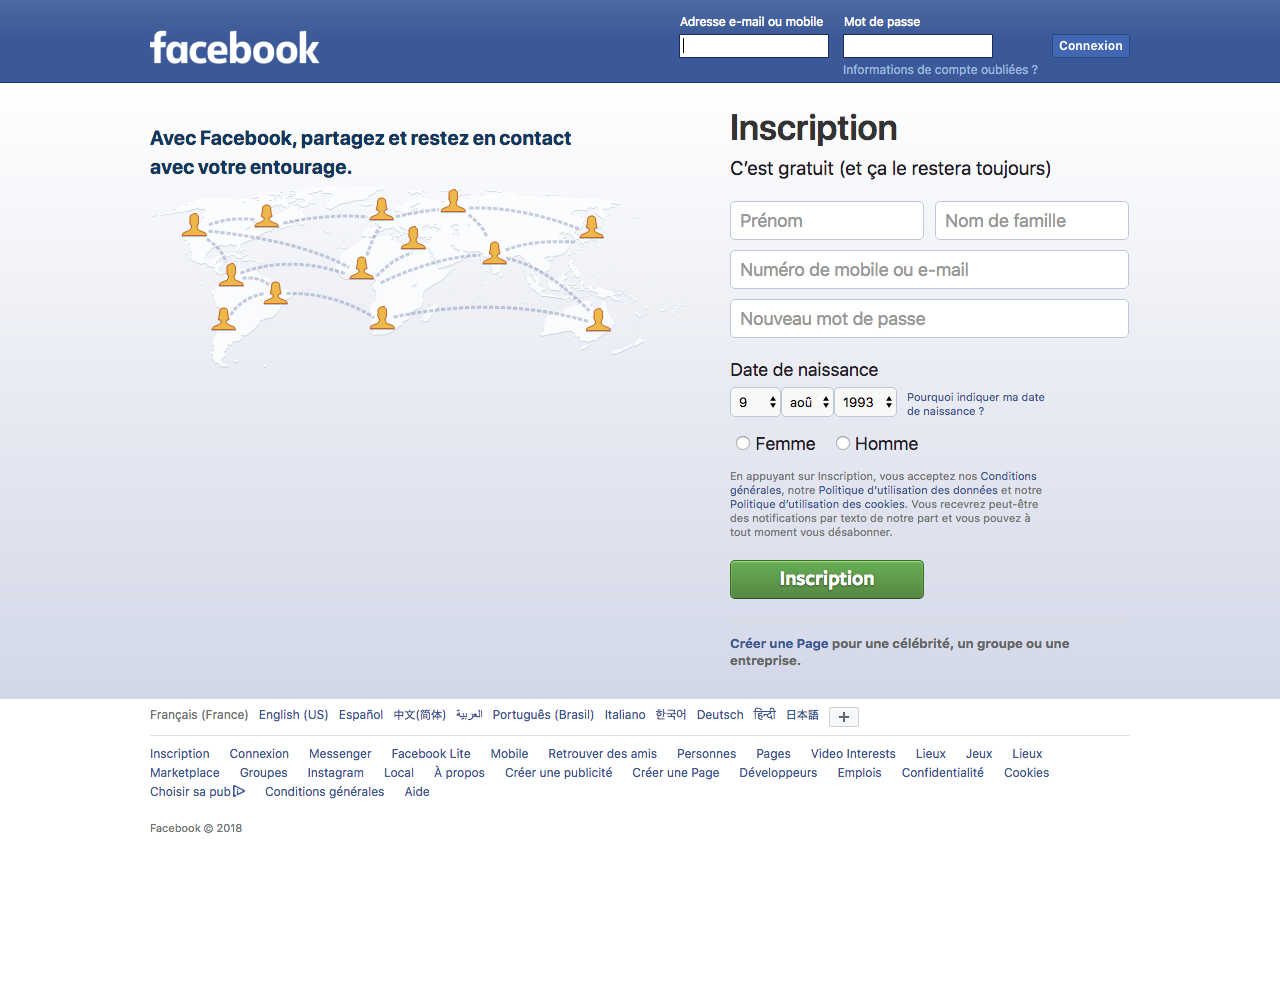 facebook
Adresse e-mail ou mobile
Mot de passe
Connexion
Informations de compte oubliées ?
Avec Facebook, partagez et restez en contact
avec votre entourage.
Inscription
C’est gratuit (et ça le restera toujours)
Prénom
Nom de famille
Numéro de mobile ou e-mail
Nouveau mot de passe
Date de naissance
9 aoû 1993
Pourquoi indiquer ma date
de naissance ?
Femme Homme
En appuyant sur Inscription, vous acceptez nos Conditions
générales, notre Politique d’utilisation des données et notre
Politique d’utilisation des cookies. Vous recevrez peut-être
des notifications par texto de notre part et vous pouvez à
tout moment vous désabonner.
Inscription
Créer une Page pour une célébrité, un groupe ou une
entreprise.
Français (France) English (US) Español 中文(简体) العربية Português (Brasil) Italiano 한국어 Deutsch हिन्दी 日本語
Inscription Connexion Messenger Facebook Lite Mobile Retrouver des amis Personnes Pages Video Interests Lieux Jeux Lieux
Marketplace Groupes Instagram Local À propos Créer une publicité Créer une Page Développeurs Emplois Confidentialité Cookies
Choisir sa pub Conditions générales Aide
Facebook © 2018